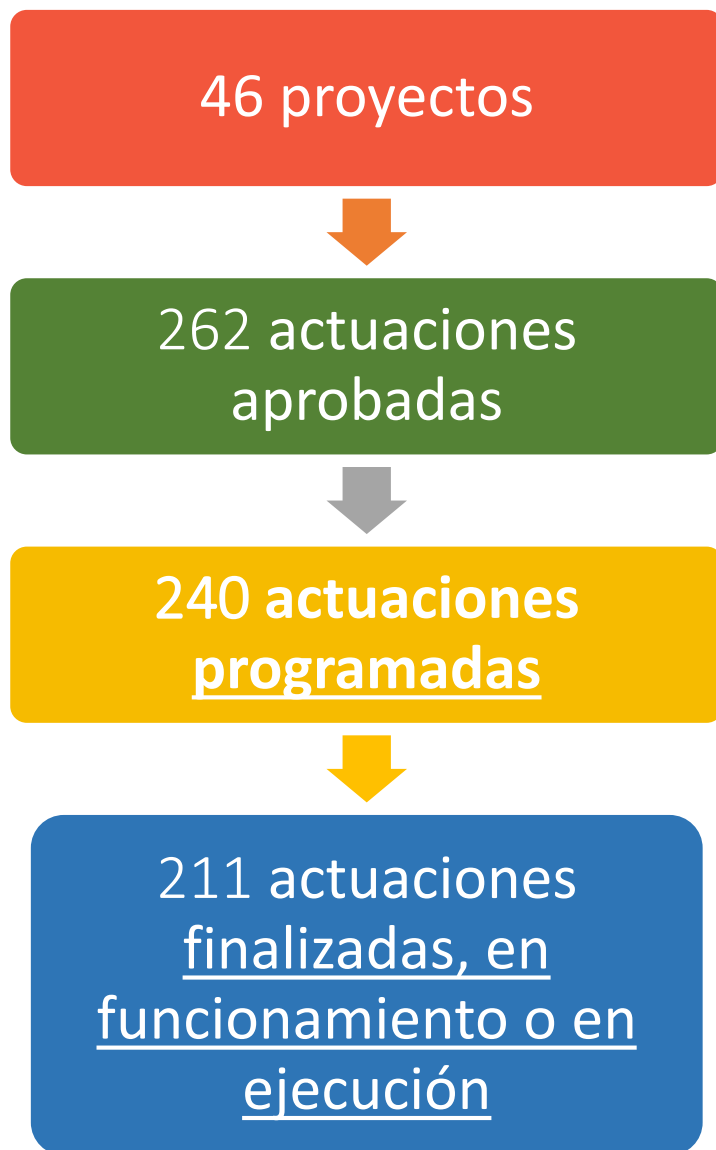 46 proyectos
262 actuaciones
aprobadas
240 actuaciones
programadas
211 actuaciones
finalizadas, en
funcionamiento o en
ejecución